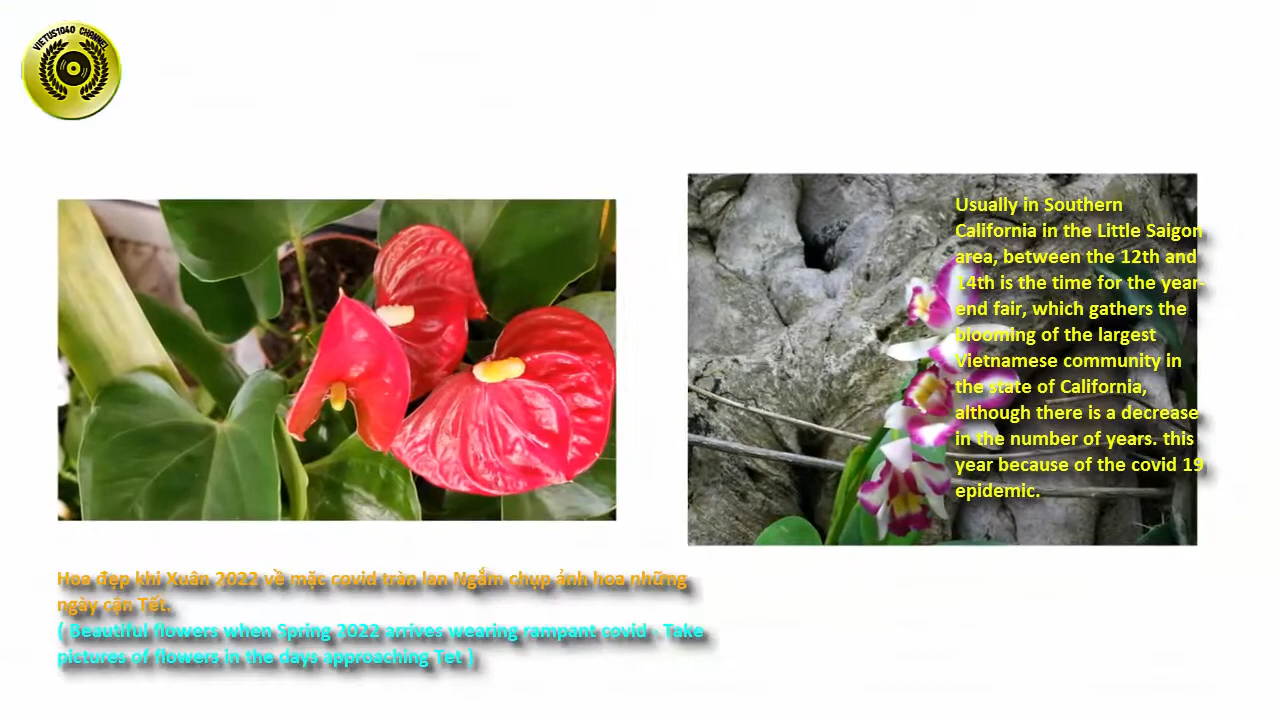 VIETUS1040 CHANNEL
Usually in Southern
California in the Little Saigon
area, between the 12th and
14th is the time for the year-
end fair, which gathers the
blooming of the largest
Vietnamese community in
the state of California,
although there is a decrease
in the number of years. this
year because of the covid 19
epidemic.
Hoa đẹp khi Xuân 2022 về mặc covid tràn lan Ngắm chụp ảnh hoa những
ngày cận Tết.
( Beautiful flowers when Spring 2022 arrives wearing rampant covid - Take
pictures of flowers in the days approaching Tet )